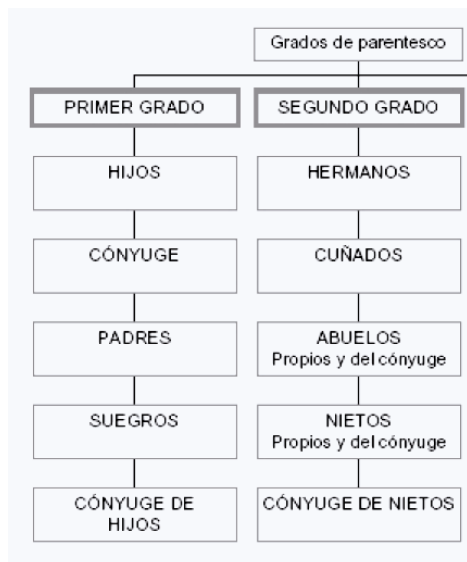 Grados de parentesco
PRIMER GRADO
HIJOS
CÓNYUGE
PADRES
SUEGROS
CÓNYUGE DE
HIJOS
SEGUNDO GRADO
HERMANOS
CUÑADOS
ABUELOS
Propios y del cónyuge
NIETOS
Propios y del cónyuge
CÓNYUGE DE NIETOS